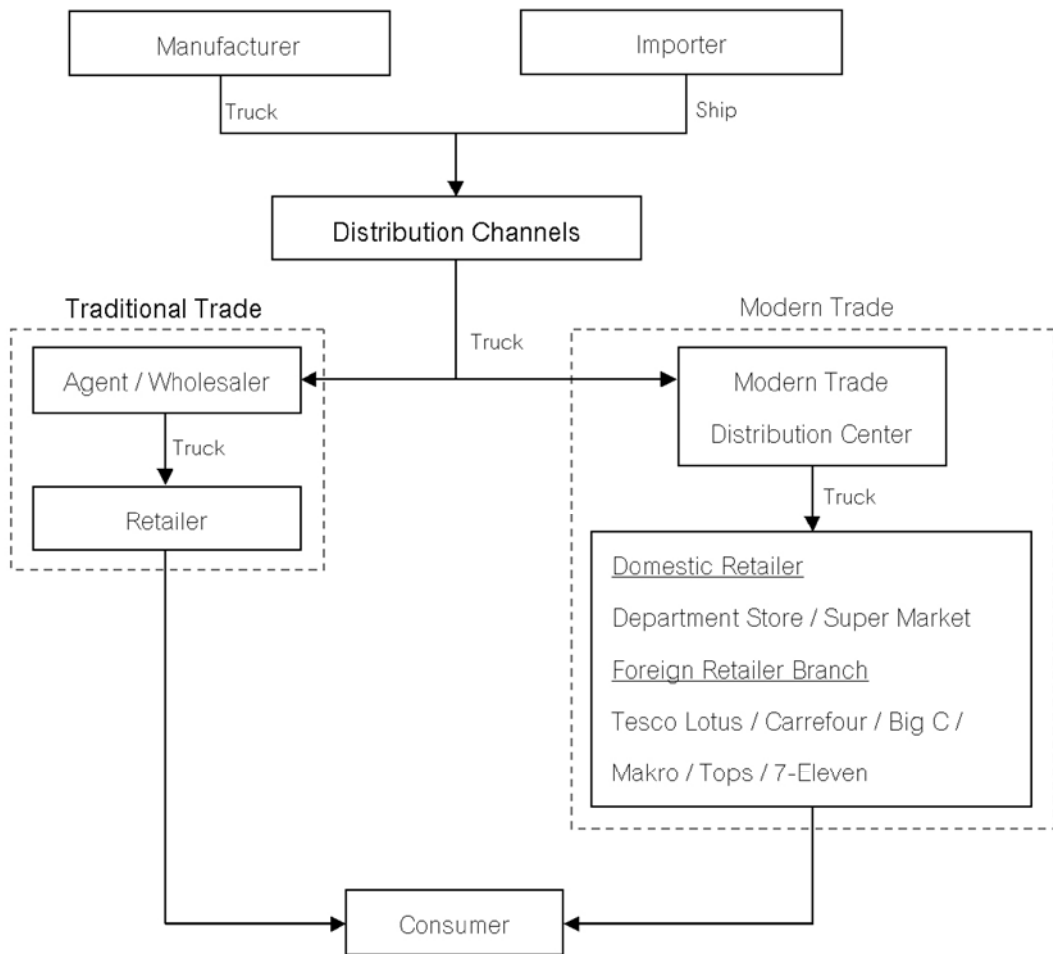 Manufacturer
Importer
Truck
Ship
Distribution Channels
Traditional Trade
Modern Trade
Truck
Agent / Wholesaler
Modern Trade
Distribution Center
Truck
Truck
Retailer
Domestic Retailer
Department Store / Super Market
Foreign Retailer Branch
Tesco Lotus / Carrefour / Big C /
Makro / Tops / 7-Eleven
Consumer